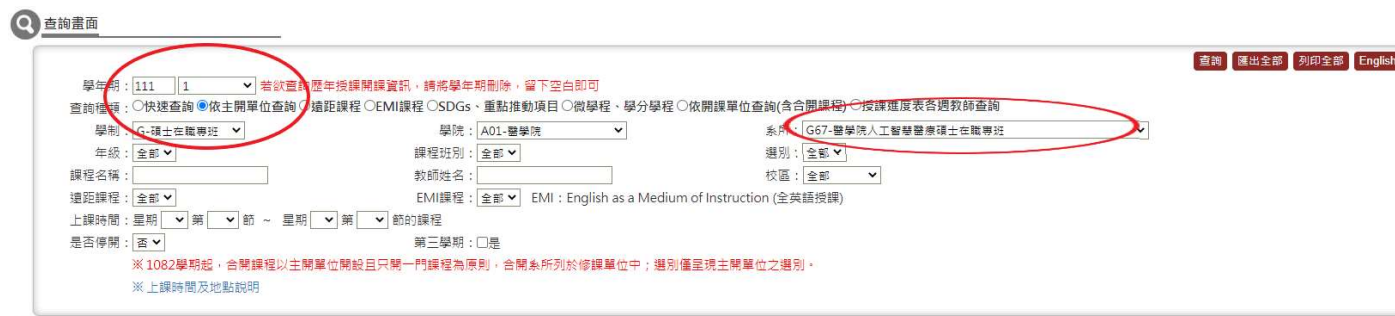 查詢畫面
查詢 匯出全部 列印全部 English
學年期：111 1 若欲查詢歷年授課開課資訊，請將學年期刪除，留下空白即可
查詢種類：快速查詢 依主開單位查詢 遠距課程 EMI課程 SDGs、重點推動項目 微學程、學分學程 依開課單位查詢(含合開課程) 授課進度表各週教師查詢
學制：G-碩士在職專班 學院：A01-醫學院 系所：G67-醫學院人工智慧醫療碩士在職專班
年級：全部 課程班別：全部 選別：全部
課程名稱： 教師姓名： 校區：全部
遠距課程：全部 EMI課程：全部 EMI：English as a Medium of Instruction (全英語授課)
上課時間：星期 第 節 ~ 星期 第 節的課程
是否停開：否 第三學期：是
※ 1082學期起，合開課程以主開單位開設且只開一門課程為原則，合開系所列於修課單位中；選別僅呈現主開單位之選別。
※ 上課時間及地點說明